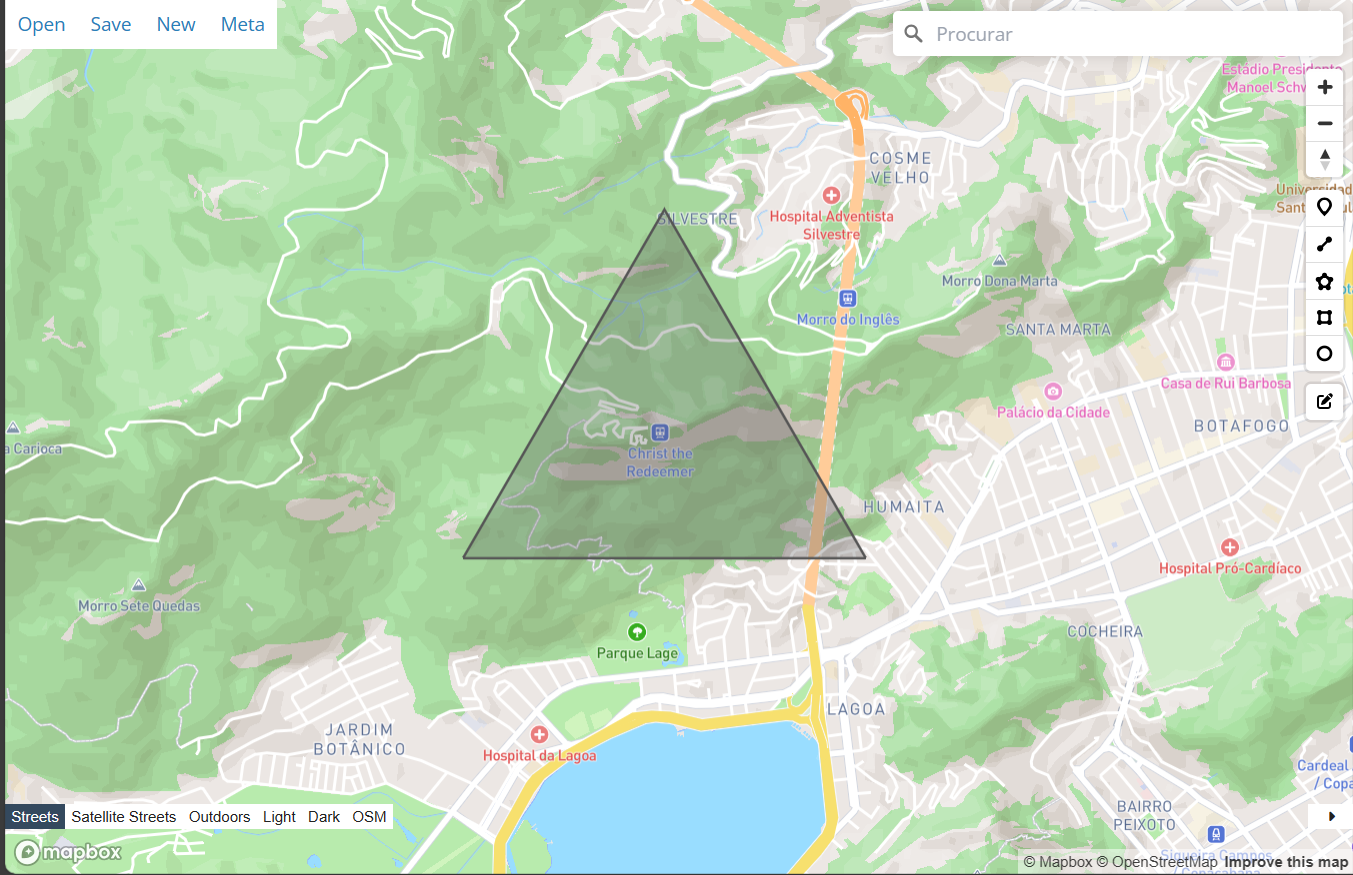 Open Save New Meta
Procurar
Estádio Presidente
Manoel Schw
COSME
VELHO
Hospital Adventista
Silvestre
SILVESTRE
Morro Dona Marta
Morro do Inglês
SANTA MARTA
Casa de Rui Barbosa
Palácio da Cidade
BOTAFOGO
a Carioca
Christ the
Redeemer
HUMAITA
Hospital Pró-Cardíaco
Morro Sete Quedas
COCHEIRA
Parque Lage
LAGOA
JARDIM
BOTÂNICO
Hospital da Lagoa
Cardeal
/ Copa
BAIRRO
PEIXOTO
Streets Satellite Streets Outdoors Light Dark OSM
mapbox
Siqueira Campos
/ Copacabana
© Mapbox © OpenStreetMap Improve this map